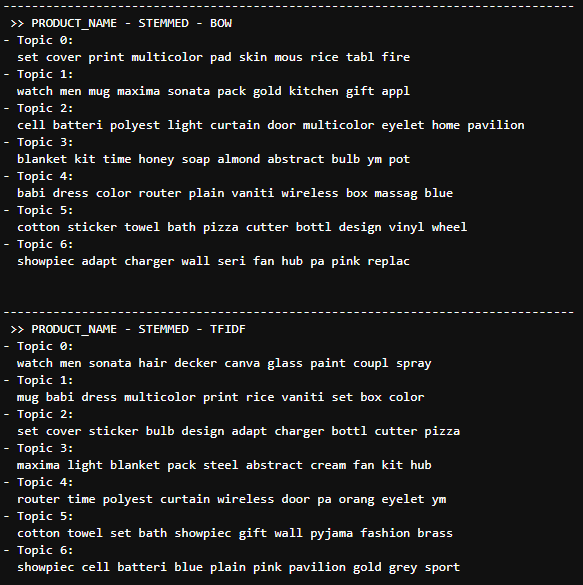 --------------------------------------------------------------------------------
>> PRODUCT_NAME - STEMMED - BOW
- Topic 0:
set cover print multicolor pad skin mous rice tabl fire
- Topic 1:
watch men mug maxima sonata pack gold kitchen gift appl
- Topic 2:
cell batteri polyest light curtain door multicolor eyelet home pavilion
- Topic 3:
blanket kit time honey soap almond abstract bulb ym pot
- Topic 4:
babi dress color router plain vaniti wireless box massag blue
- Topic 5:
cotton sticker towel bath pizza cutter bottl design vinyl wheel
- Topic 6:
showpiec adapt charger wall seri fan hub pa pink replac
--------------------------------------------------------------------------------
>> PRODUCT_NAME - STEMMED - TFIDF
- Topic 0:
watch men sonata hair decker canva glass paint coupl spray
- Topic 1:
mug babi dress multicolor print rice vaniti set box color
- Topic 2:
set cover sticker bulb design adapt charger bottl cutter pizza
- Topic 3:
maxima light blanket pack steel abstract cream fan kit hub
- Topic 4:
router time polyest curtain wireless door pa orang eyelet ym
- Topic 5:
cotton towel set bath showpiec gift wall pyjama fashion brass
- Topic 6:
showpiec cell batteri blue plain pink pavilion gold grey sport